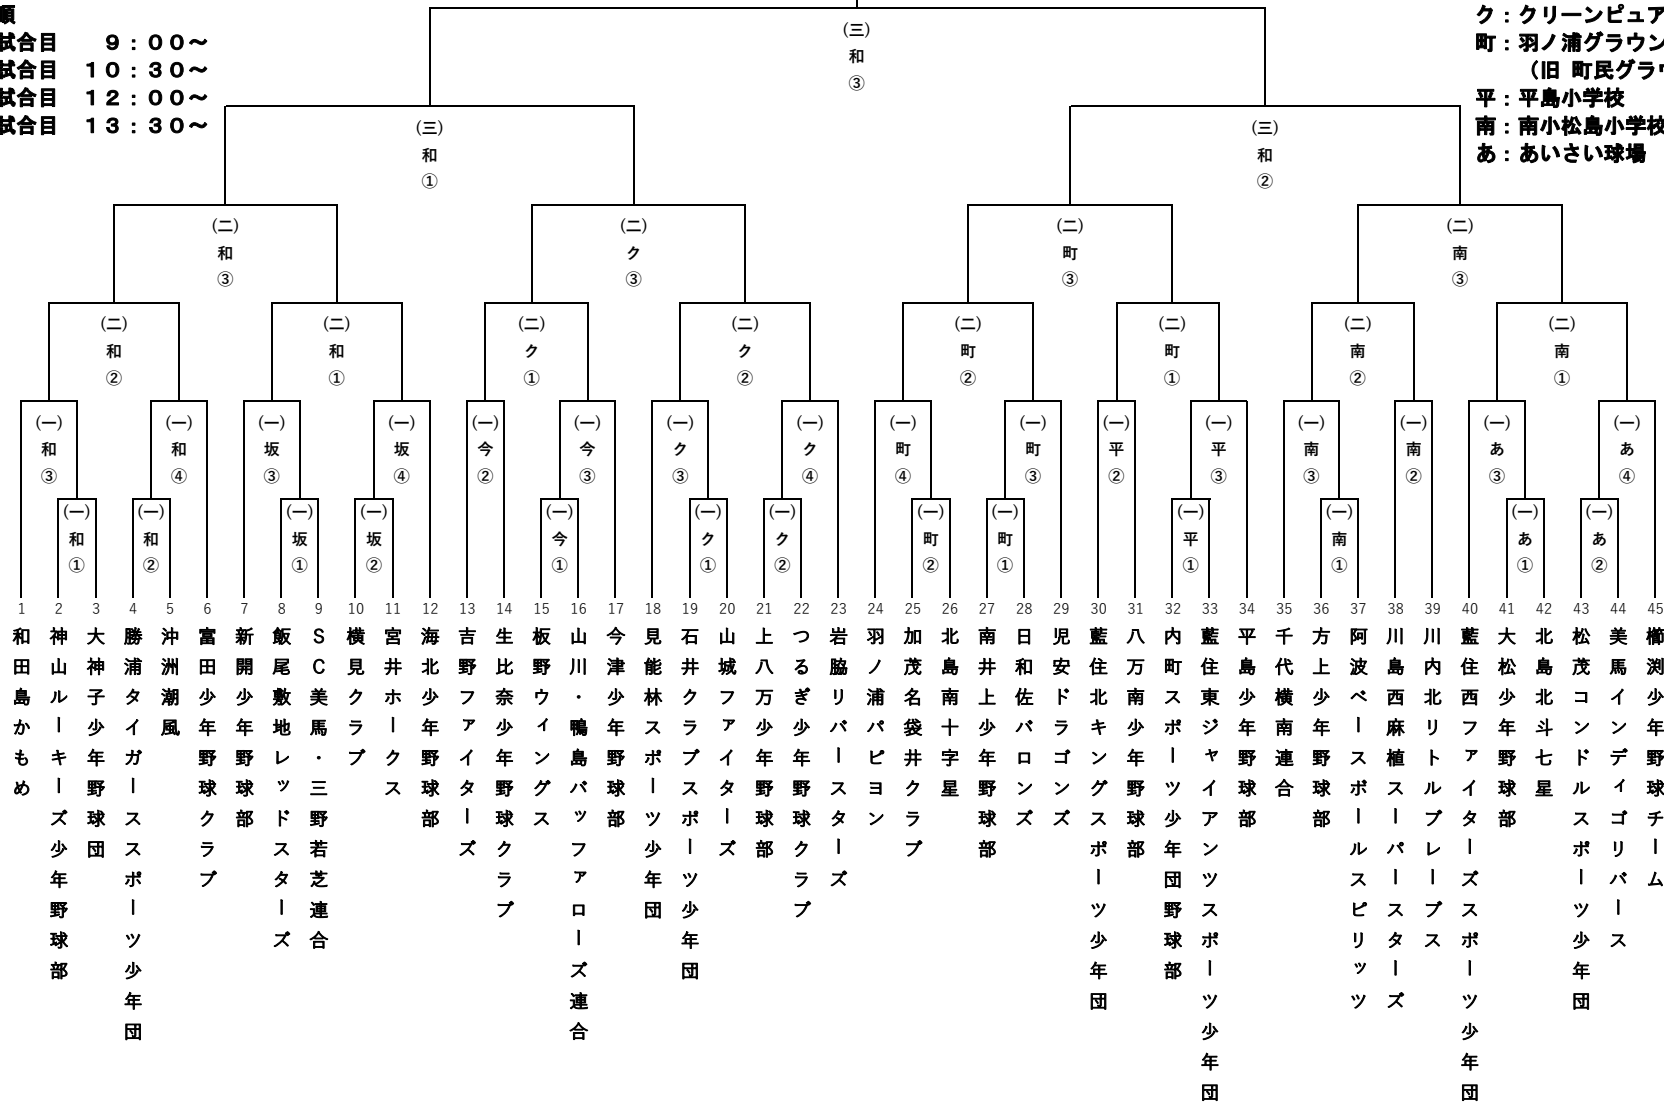 順
試合目　９：００～
試合目　１０：３０～
試合目　１２：００～
試合目　１３：３０～
ク：クリーンピュア
町：羽ノ浦グラウン
（旧 町民グラウ
平：平島小学校
南：南小松島小学校
あ：あいさい球場
(三)和③
(三)和①
(三)和②
(二)和③
(二)ク③
(二)町③
(二)南③
(二)和②
(二)和①
(二)ク①
(二)ク②
(二)町②
(二)町①
(二)南②
(二)南①
(一)和③
(一)和④
(一)坂③
(一)坂④
(一)今②
(一)今③
(一)ク③
(一)ク④
(一)町④
(一)町③
(一)平②
(一)平③
(一)南③
(一)南②
(一)あ③
(一)あ④
(一)和①
(一)和②
(一)坂①
(一)坂②
(一)今①
(一)ク①
(一)ク②
(一)町②
(一)町①
(一)平①
(一)南①
(一)あ①
(一)あ②
1 和田島かもめ
2 神山ルーキーズ少年野球部
3 大神子少年野球団
4 勝浦タイガーススポーツ少年団
5 沖洲潮風
6 富田少年野球クラブ
7 新開少年野球部
8 飯尾敷地レッドスターズ
9 ＳＣ美馬・三野若芝連合
10 横見クラブ
11 宮井ホークス
12 海北少年野球部
13 吉野ファイターズ
14 生比奈少年野球クラブ
15 板野ウィングス
16 山川・鴨島バッファローズ連合
17 今津少年野球部
18 見能林スポーツ少年団
19 石井クラブスポーツ少年団
20 山城ファイターズ
21 上八万少年野球部
22 つるぎ少年野球クラブ
23 岩脇リバースターズ
24 羽ノ浦パピヨン
25 加茂名袋井クラブ
26 北島南十字星
27 南井上少年野球部
28 日和佐バロンズ
29 児安ドラゴンズ
30 藍住北キングスポーツ少年団
31 八万南少年野球部
32 内町スポーツ少年団野球部
33 藍住東ジャイアンツスポーツ少年団
34 平島少年野球部
35 千代横南連合
36 方上少年野球部
37 阿波ベースボールスピリッツ
38 川島西麻植スーパースターズ
39 川内北リトルブレーブス
40 藍住西ファイターズスポーツ少年団
41 大松少年野球部
42 北島北斗七星
43 松茂コンドルスポーツ少年団
44 美馬インディゴリバース
45 櫛渕少年野球チーム